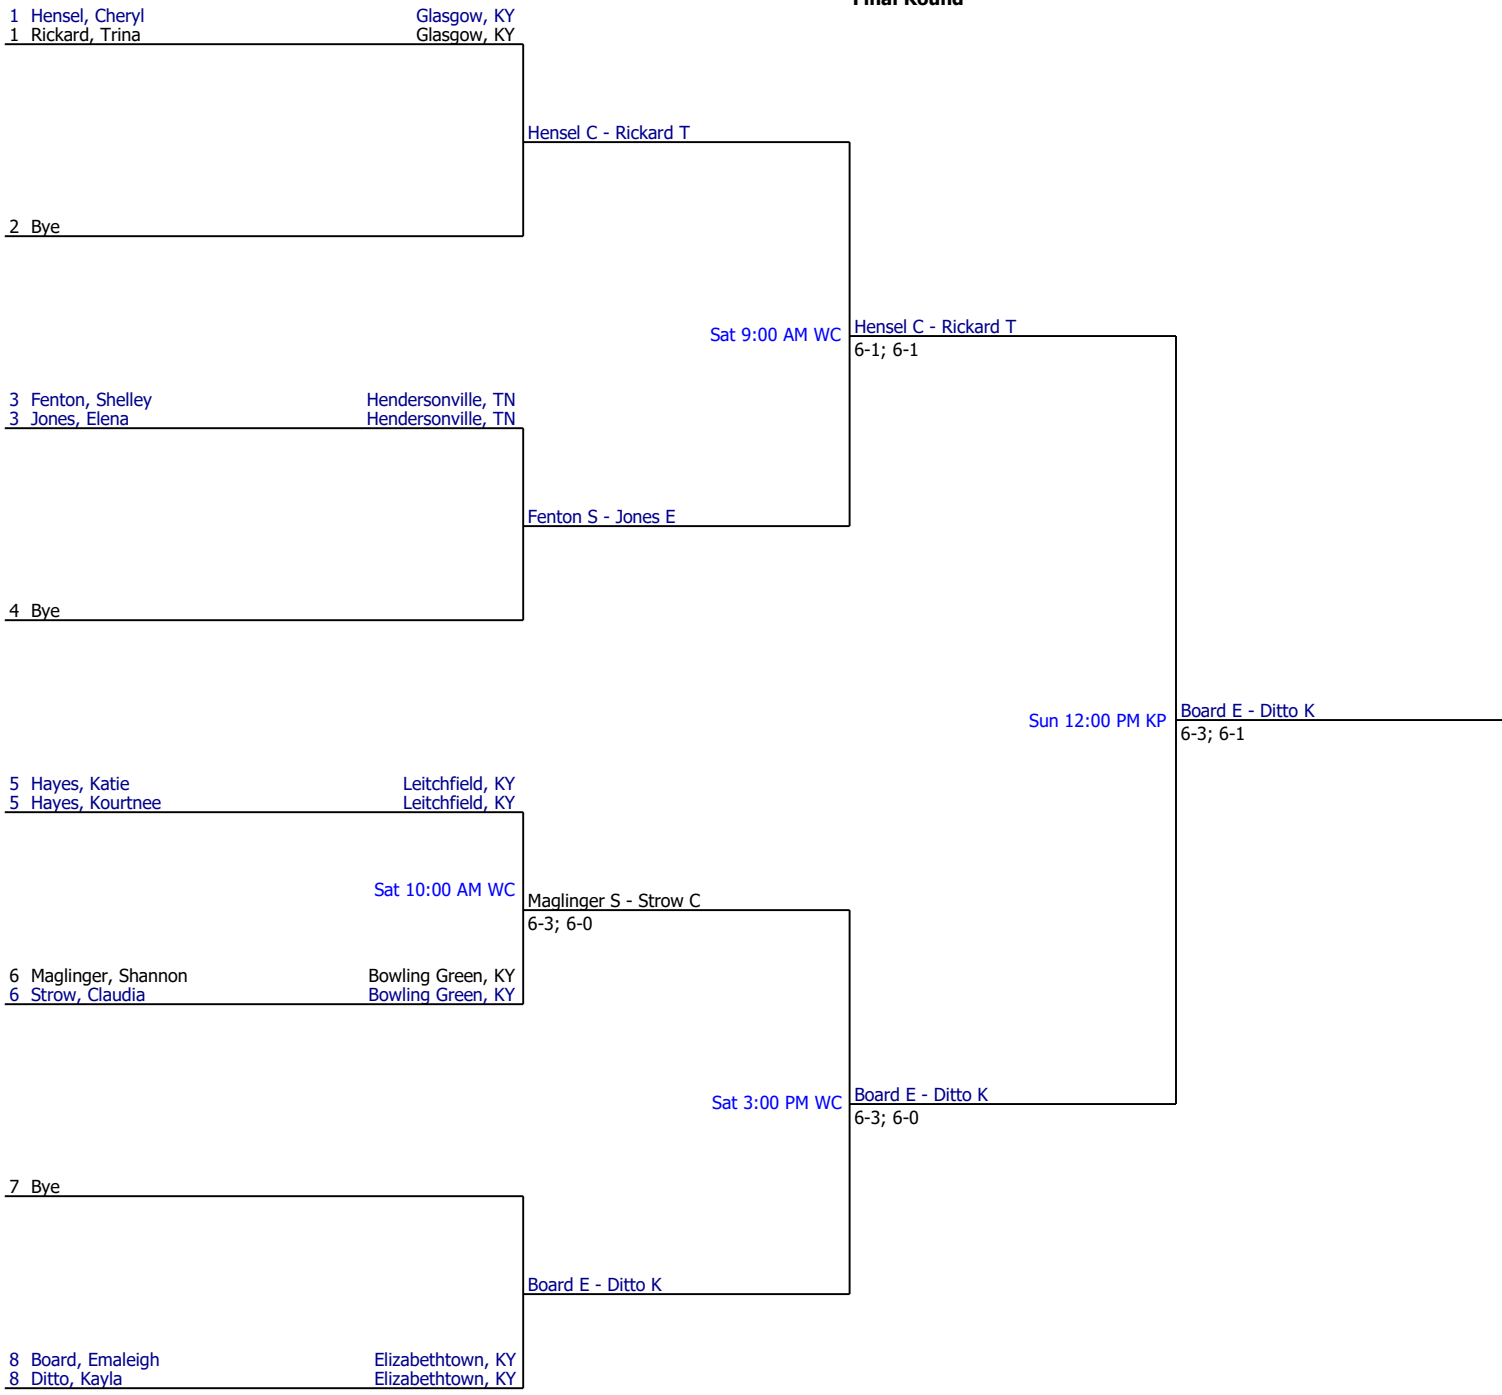 Final Round
1 Hensel, Cheryl Glasgow, KY
1 Rickard, Trina Glasgow, KY
Hensel C - Rickard T
2 Bye
Sat 9:00 AM WC
Hensel C - Rickard T
6-1; 6-1
3 Fenton, Shelley Hendersonville, TN
3 Jones, Elena Hendersonville, TN
Fenton S - Jones E
4 Bye
Sun 12:00 PM KP
Board E - Ditto K
6-3; 6-1
5 Hayes, Katie Leitchfield, KY
5 Hayes, Kourtnee Leitchfield, KY
Sat 10:00 AM WC
Maglinger S - Strow C
6-3; 6-0
6 Maglinger, Shannon Bowling Green, KY
6 Strow, Claudia Bowling Green, KY
Sat 3:00 PM WC
Board E - Ditto K
6-3; 6-0
7 Bye
Board E - Ditto K
8 Board, Emaleigh Elizabethtown, KY
8 Ditto, Kayla Elizabethtown, KY